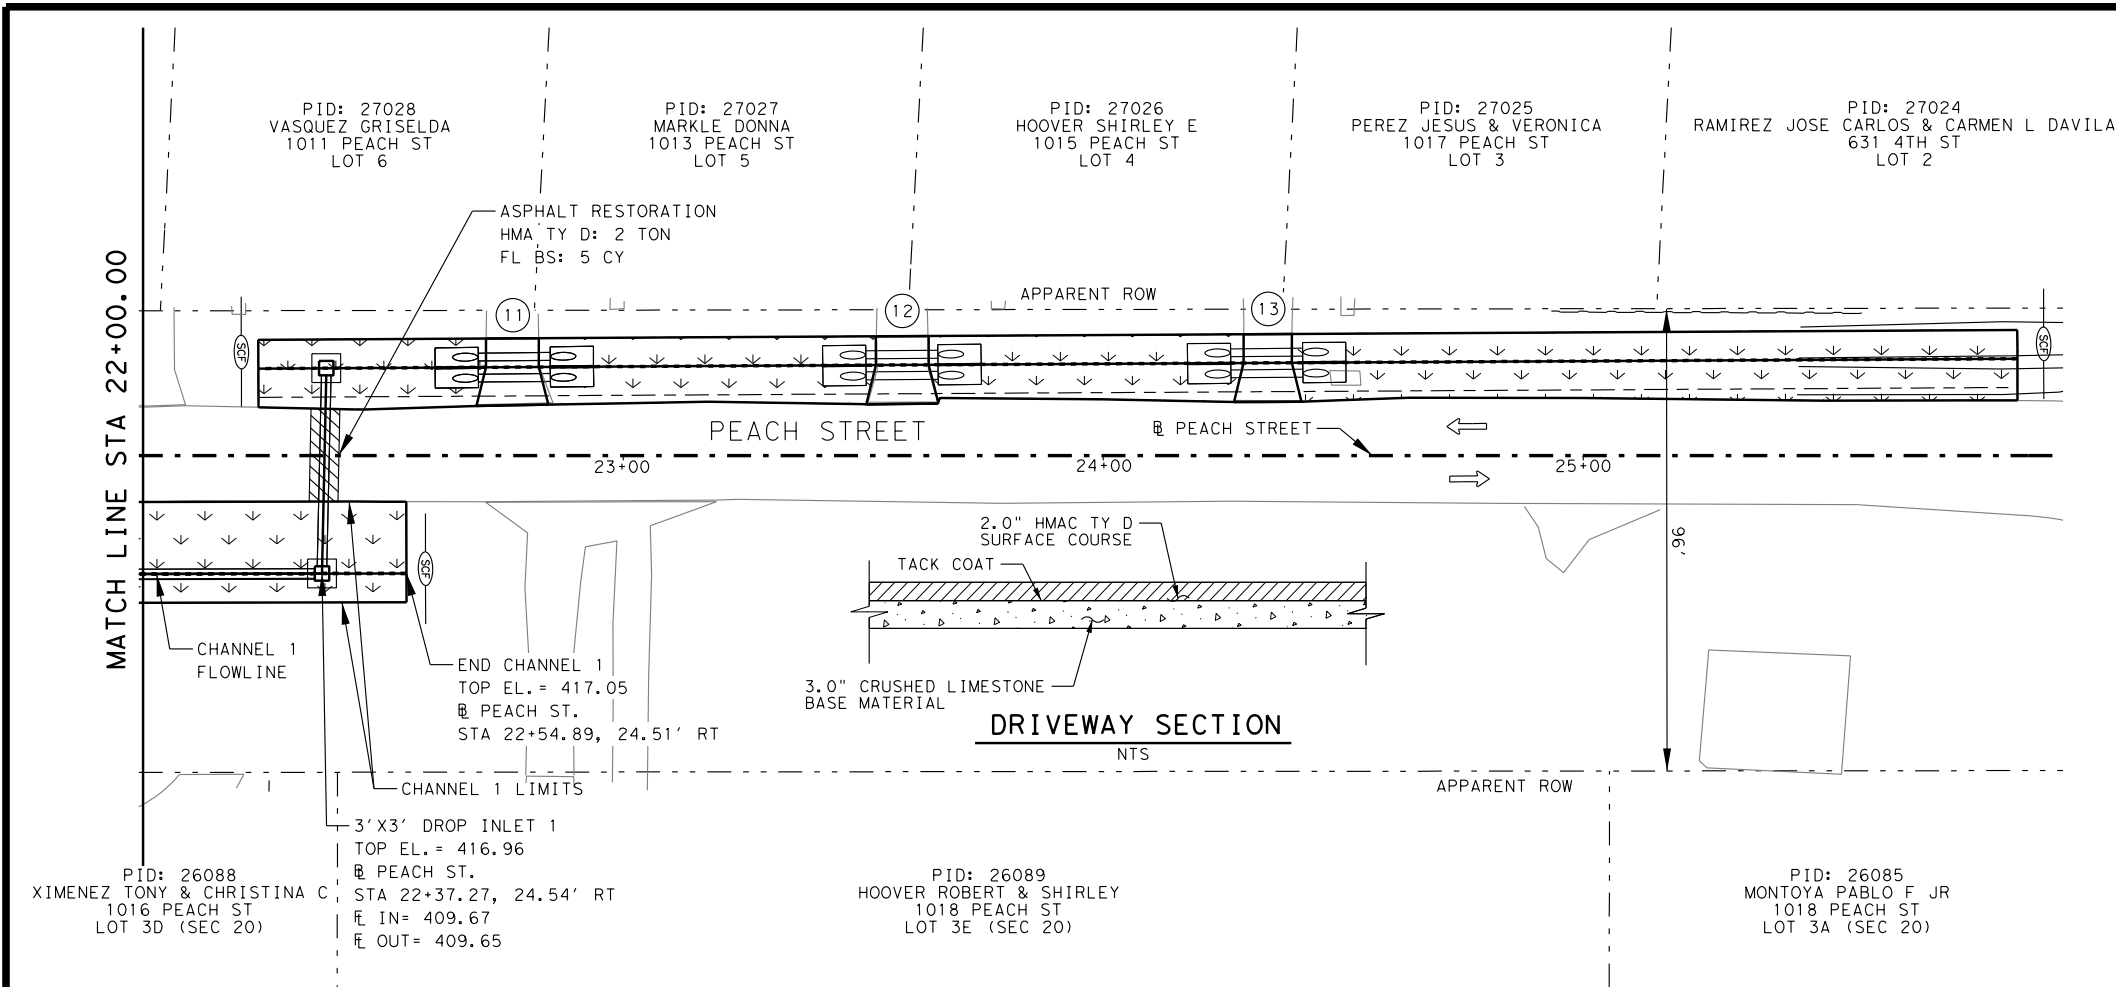 PID: 27028
VASQUEZ GRISELDA
1011 PEACH ST
LOT 6
PID: 27027
MARKLE DONNA
1013 PEACH ST
LOT 5
PID: 27026
HOOVER SHIRLEY E
1015 PEACH ST
LOT 4
PID: 27025
PEREZ JESUS & VERONICA
1017 PEACH ST
LOT 3
PID: 27024
RAMIREZ JOSE CARLOS & CARMEN L DAVILA
631 4TH ST
LOT 2
ASPHALT RESTORATION
HMA TY D: 2 TON
FL BS: 5 CY
MATCH LINE STA 22+00.00
APPARENT ROW
11
12
13
SCF
SCF
PEACH STREET
℄ PEACH STREET
23+00
24+00
25+00
96'
SCF
2.0" HMAC TY D
SURFACE COURSE
TACK COAT
3.0" CRUSHED LIMESTONE
BASE MATERIAL
DRIVEWAY SECTION
NTS
CHANNEL 1
FLOWLINE
END CHANNEL 1
TOP EL.= 417.05
℄ PEACH ST.
STA 22+54.89, 24.51' RT
CHANNEL 1 LIMITS
APPARENT ROW
3'X3' DROP INLET 1
TOP EL.= 416.96
℄ PEACH ST.
STA 22+37.27, 24.54' RT
FL IN= 409.67
FL OUT= 409.65
PID: 26088
XIMENEZ TONY & CHRISTINA C
1016 PEACH ST
LOT 3D (SEC 20)
PID: 26089
HOOVER ROBERT & SHIRLEY
1018 PEACH ST
LOT 3E (SEC 20)
PID: 26085
MONTOYA PABLO F JR
1018 PEACH ST
LOT 3A (SEC 20)